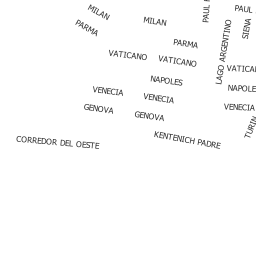 MILAN
MILAN
PAUL
PAUL
SIENA
PARMA
PARMA
LAGO ARGENTINO
VATICANO
VATICANO
VATICAN
NAPOLES
NAPOLE
VENECIA
VENECIA
VENECIA
GENOVA
GENOVA
TURIN
KENTENICH PADRE
CORREDOR DEL OESTE